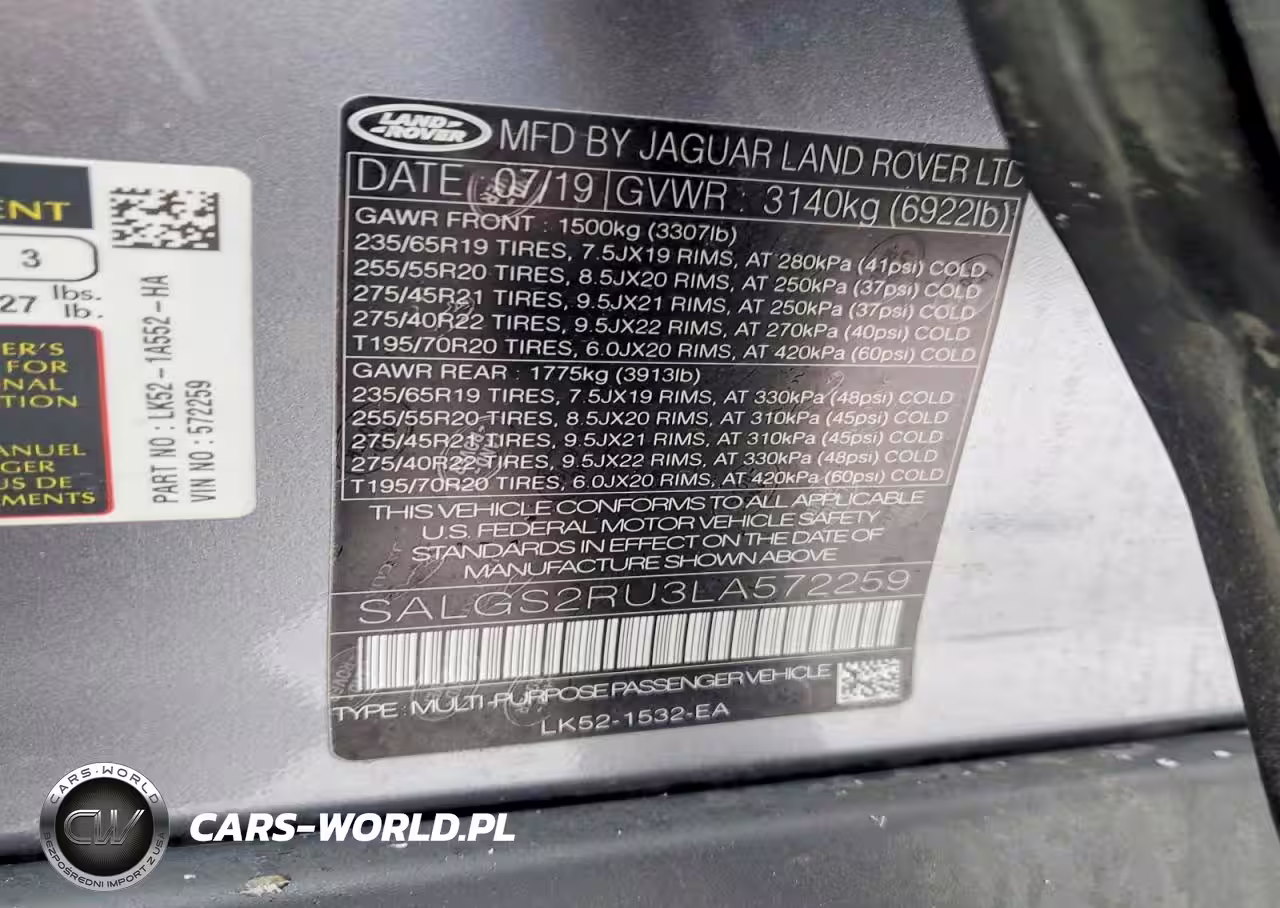 ENT
3
27 lbs.
lb.
ER'S
FOR
NAL
TION
ANUEL
GER
US DE
MENTS
PART NO : LK52-1A552-HA
VIN NO : 572259
LAND
ROVER
MFD BY JAGUAR LAND ROVER LTD
DATE : 07/19 GVWR : 3140kg (6922lb)
GAWR FRONT : 1500kg (3307lb)
235/65R19 TIRES, 7.5JX19 RIMS, AT 280kPa (41psi) COLD
255/55R20 TIRES, 8.5JX20 RIMS, AT 250kPa (37psi) COLD
275/45R21 TIRES, 9.5JX21 RIMS, AT 250kPa (37psi) COLD
275/40R22 TIRES, 9.5JX22 RIMS, AT 270kPa (40psi) COLD
T195/70R20 TIRES, 6.0JX20 RIMS, AT 420kPa (60psi) COLD
GAWR REAR : 1775kg (3913lb)
235/65R19 TIRES, 7.5JX19 RIMS, AT 330kPa (48psi) COLD
255/55R20 TIRES, 8.5JX20 RIMS, AT 310kPa (45psi) COLD
275/45R21 TIRES, 9.5JX21 RIMS, AT 310kPa (45psi) COLD
275/40R22 TIRES, 9.5JX22 RIMS, AT 330kPa (48psi) COLD
T195/70R20 TIRES, 6.0JX20 RIMS, AT 420kPa (60psi) COLD
THIS VEHICLE CONFORMS TO ALL APPLICABLE
U.S. FEDERAL MOTOR VEHICLE SAFETY
STANDARDS IN EFFECT ON THE DATE OF
MANUFACTURE SHOWN ABOVE
SALGS2RU3LA572259
TYPE : MULTI-PURPOSE PASSENGER VEHICLE
LK52-1532-EA
CARS-WORLD
CW
BEZPOŚREDNI IMPORT Z USA
CARS-WORLD.PL